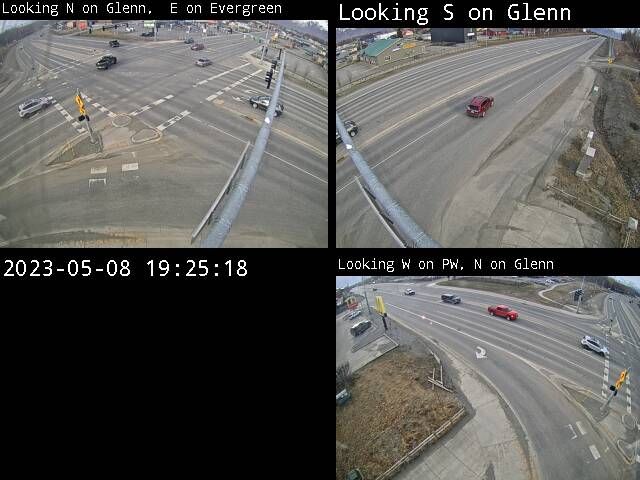 Looking N on Glenn,  E on Evergreen
Looking S on Glenn
2023-05-08 19:25:18
Looking W on PW, N on Glenn